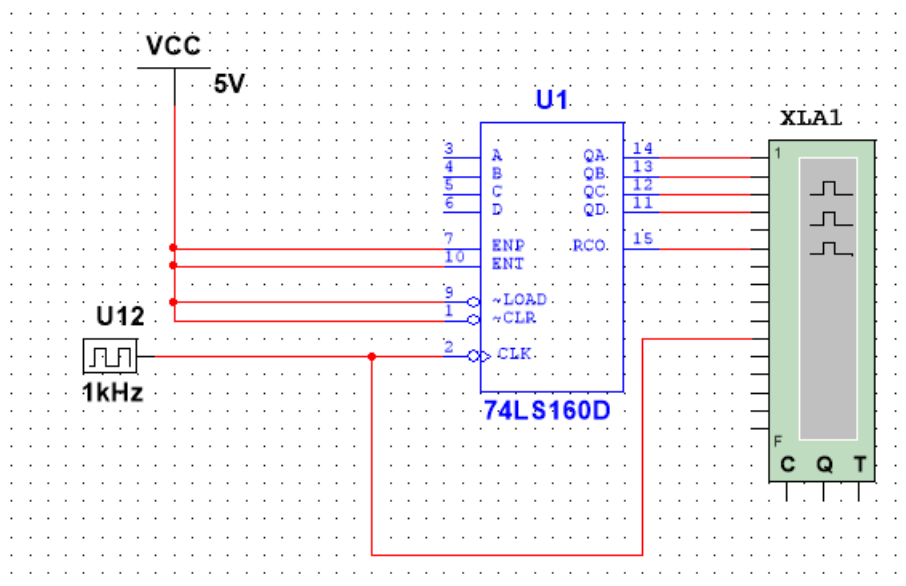 VCC
5V
U1
XLA1
3 A QA 14
4 B QB 13
5 C QC 12
6 D QD 11
7 ENP RCO 15
10 ENT
9 ~LOAD
1 ~CLR
2 CLK
74LS160D
U12
1kHz
1
F
C Q T